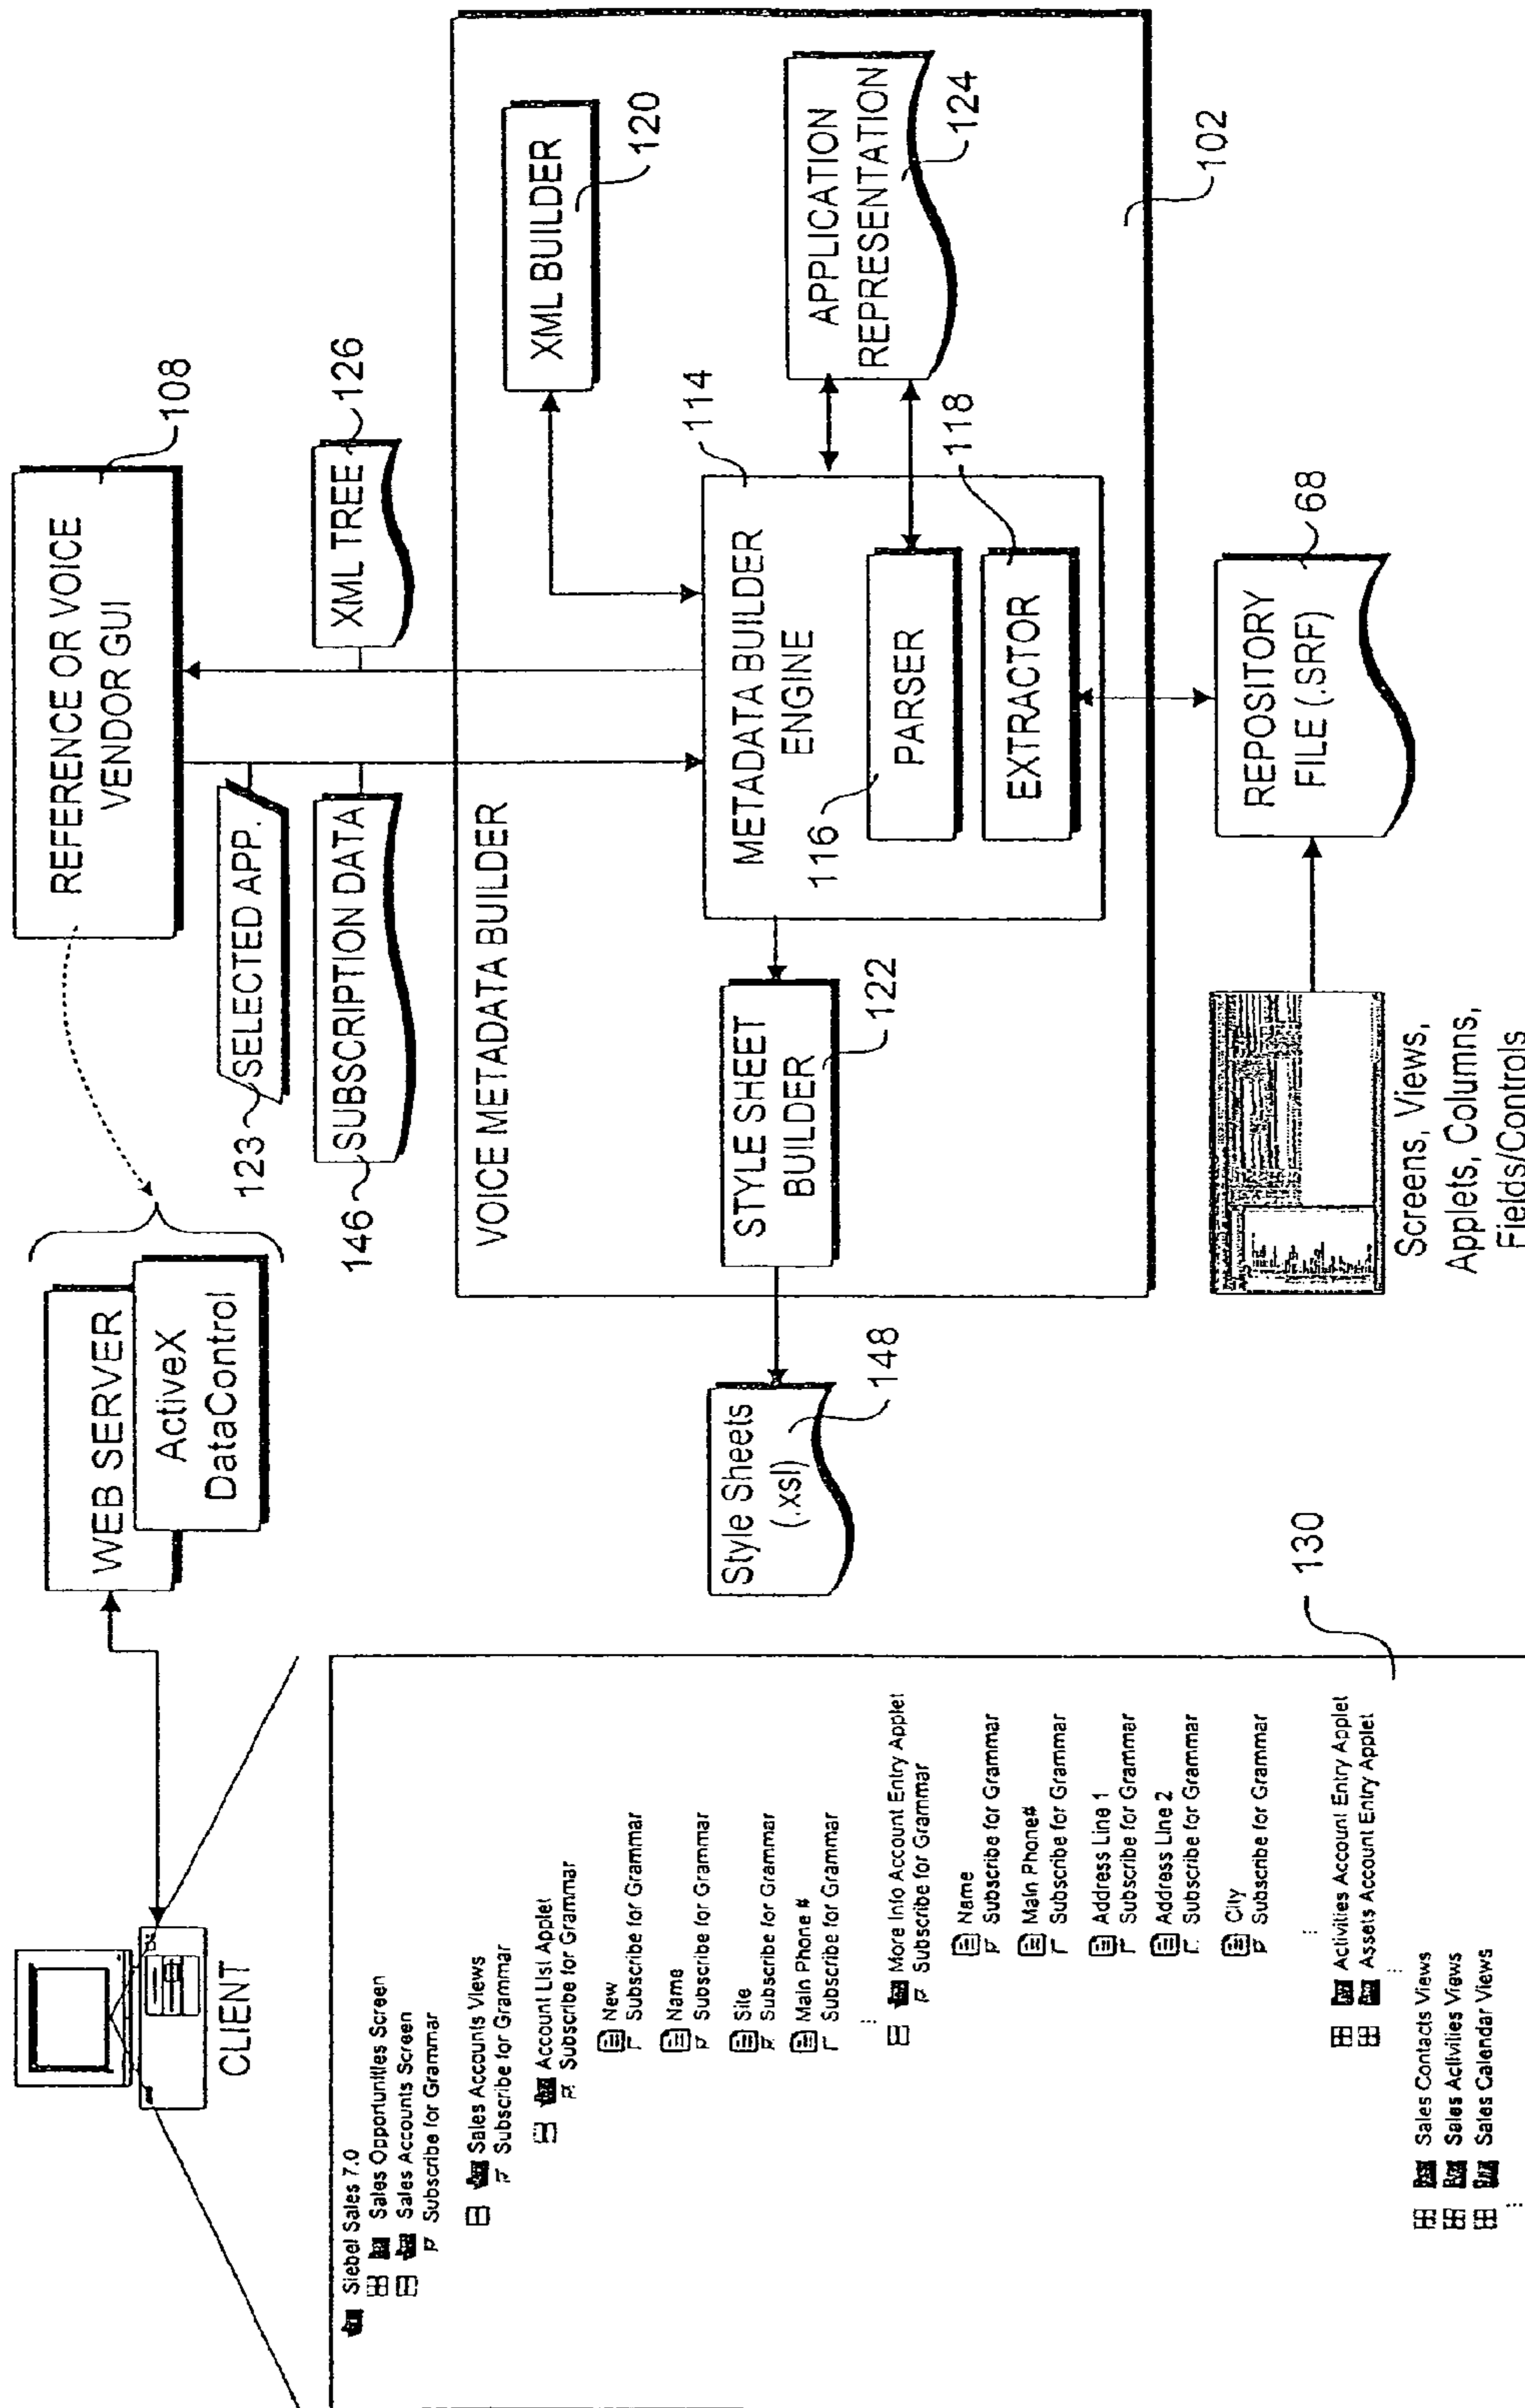 CLIENT
WEB SERVER
ActiveX
DataControl
REFERENCE OR VOICE
VENDOR GUI
108
123
SELECTED APP.
146
SUBSCRIPTION DATA
XML TREE
126
VOICE METADATA BUILDER
XML BUILDER
120
METADATA BUILDER
ENGINE
114
116
PARSER
EXTRACTOR
118
APPLICATION
REPRESENTATION
124
102
STYLE SHEET
BUILDER
122
Style Sheets
(.xsl)
148
REPOSITORY
FILE (.SRF)
68
Screens, Views,
Applets, Columns,
Fields/Controls
130
Siebel Sales 7.0
Sales Opportunities Screen
Sales Accounts Screen
Subscribe for Grammar
Sales Accounts Views
Subscribe for Grammar
Account List Applet
Subscribe for Grammar
New
Subscribe for Grammar
Name
Subscribe for Grammar
Site
Subscribe for Grammar
Main Phone #
Subscribe for Grammar
More Info Account Entry Applet
Subscribe for Grammar
Name
Subscribe for Grammar
Main Phone#
Subscribe for Grammar
Address Line 1
Subscribe for Grammar
Address Line 2
Subscribe for Grammar
City
Subscribe for Grammar
Activities Account Entry Applet
Assets Account Entry Applet
Sales Contacts Views
Sales Activities Views
Sales Calendar Views